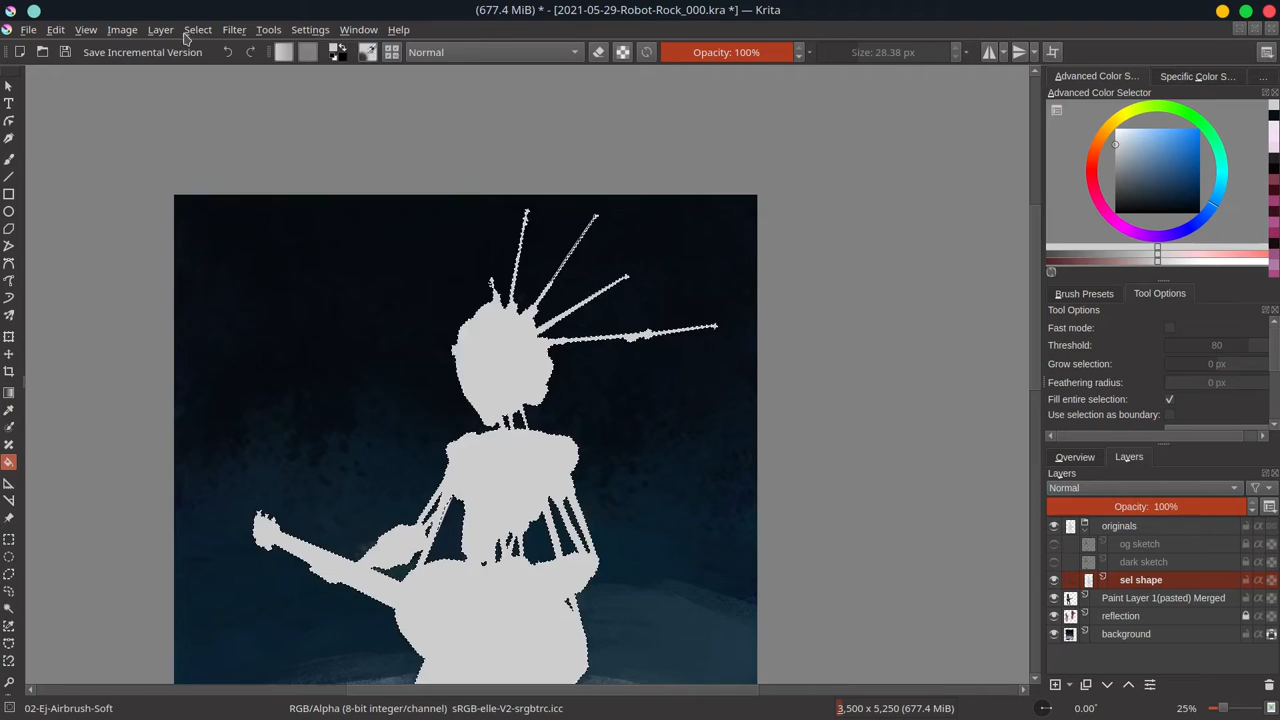 (677.4 MiB) * - [2021-05-29-Robot-Rock_000.kra *] — Krita
File Edit View Image Layer Select Filter Tools Settings Window Help
Save Incremental Version Normal Opacity: 100% Size: 28.38 px
Advanced Color S... Specific Color S... ...
Advanced Color Selector
Brush Presets Tool Options
Tool Options
Fast mode:
Threshold: 80
Grow selection: 0 px
Feathering radius: 0 px
Fill entire selection:
Use selection as boundary:
Overview Layers
Layers
Normal
Opacity: 100%
originals
og sketch
dark sketch
sel shape
Paint Layer 1(pasted) Merged
reflection
background
02-Ej-Airbrush-Soft RGB/Alpha (8-bit integer/channel) sRGB-elle-V2-srgbtrc.icc 3,500 x 5,250 (677.4 MiB) 0.00° 25%